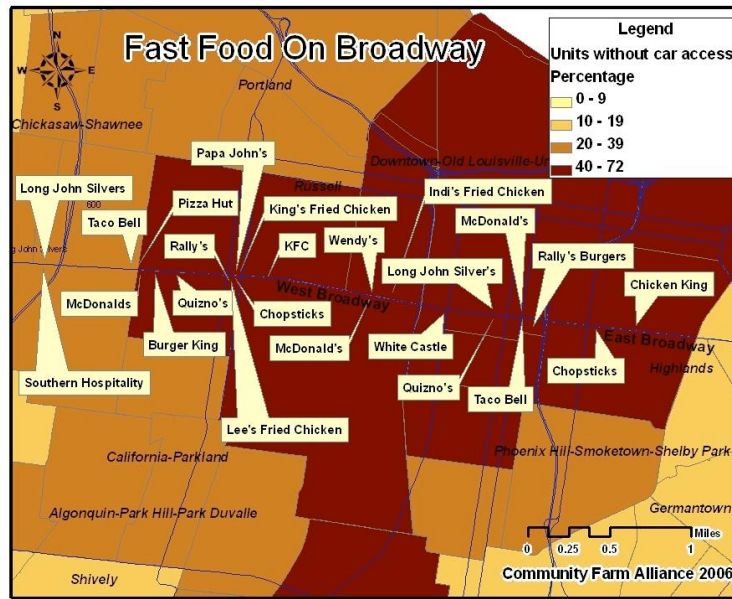 Fast Food On Broadway
Legend
Units without car access
Percentage
0 - 9
10 - 19
20 - 39
40 - 72
N
W E
S
Portland
Chickasaw-Shawnee
Papa John's
Downtown-Old Louisville-Un
Russell
Long John Silvers
600
Taco Bell
Pizza Hut
King's Fried Chicken
Indi's Fried Chicken
McDonald's
Rally's
KFC
Wendy's
Long John Silver's
Rally's Burgers
Chicken King
g John Silvers
McDonalds
Quizno's
West Broadway
Chopsticks
Burger King
McDonald's
White Castle
East Broadway
Southern Hospitality
Quizno's
Taco Bell
Chopsticks
Highlands
Lee's Fried Chicken
California-Parkland
Phoenix Hill-Smoketown-Shelby Park-
Algonquin-Park Hill-Park Duvalle
Germantown
Miles
0 0.25 0.5 1
Shively
Community Farm Alliance 2006